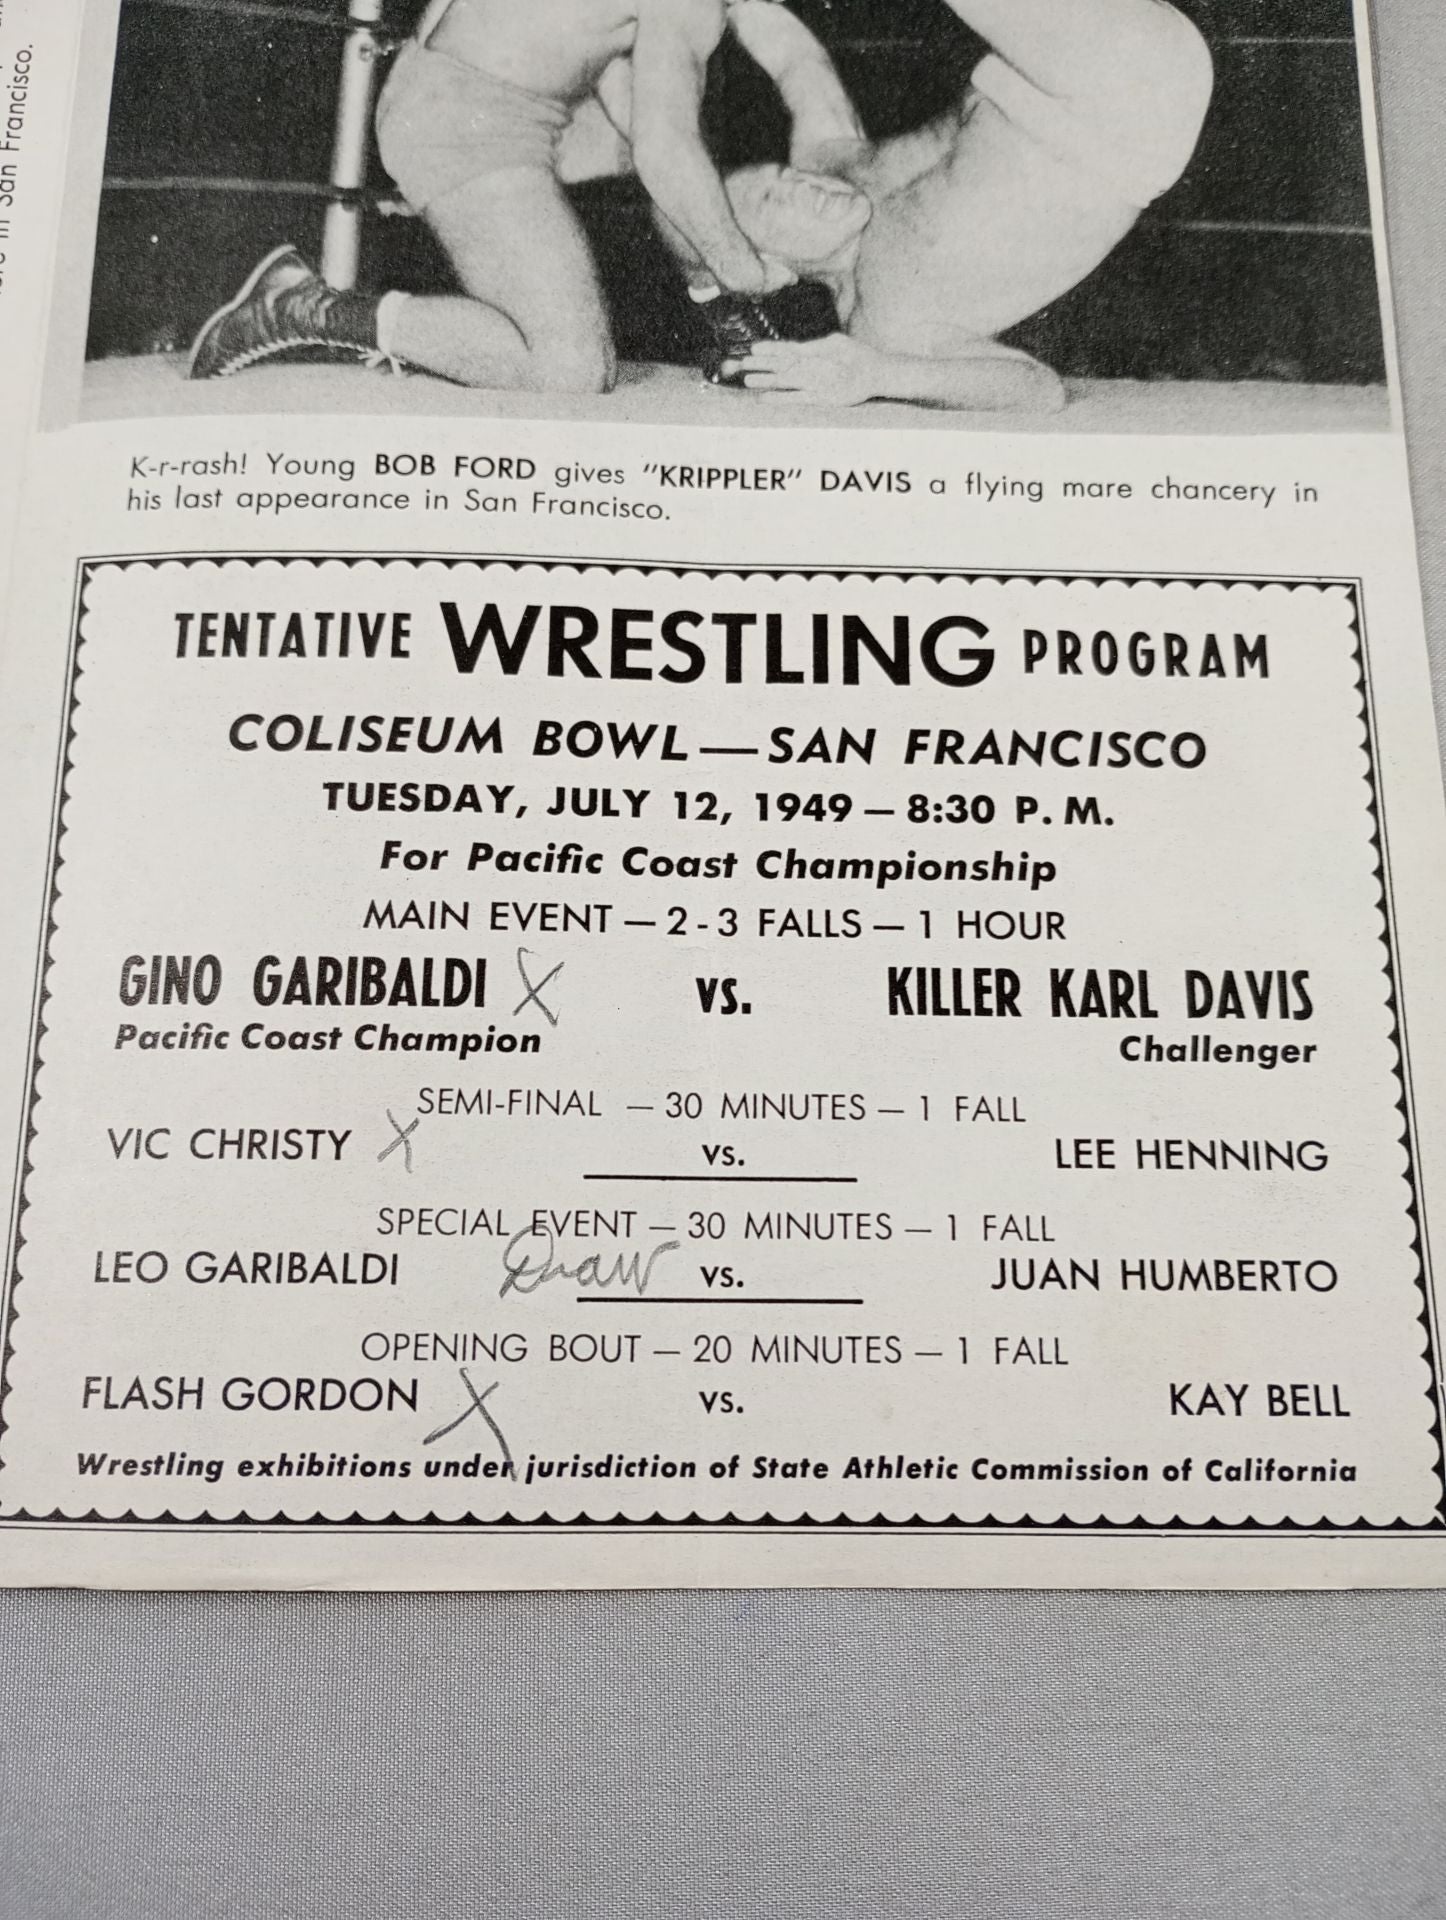 ore in San Francisco.
K-r-rash! Young BOB FORD gives "KRIPPLER" DAVIS a flying mare chancery in
his last appearance in San Francisco.
TENTATIVE WRESTLING PROGRAM
COLISEUM BOWL—SAN FRANCISCO
TUESDAY, JULY 12, 1949 — 8:30 P. M.
For Pacific Coast Championship
MAIN EVENT — 2-3 FALLS — 1 HOUR
GINO GARIBALDI X vs. KILLER KARL DAVIS
Pacific Coast Champion Challenger
SEMI-FINAL — 30 MINUTES — 1 FALL
VIC CHRISTY X vs. LEE HENNING
SPECIAL EVENT — 30 MINUTES — 1 FALL
LEO GARIBALDI Draw vs. JUAN HUMBERTO
OPENING BOUT — 20 MINUTES — 1 FALL
FLASH GORDON X vs. KAY BELL
Wrestling exhibitions under jurisdiction of State Athletic Commission of California